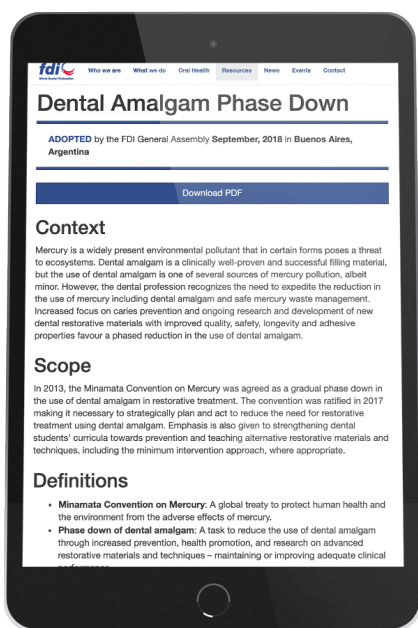 fdi
World Dental Federation
Who we are What we do Oral Health Resources News Events Contact
Dental Amalgam Phase Down
ADOPTED by the FDI General Assembly September, 2018 in Buenos Aires,
Argentina
Download PDF
Context
Mercury is a widely present environmental pollutant that in certain forms poses a threat
to ecosystems. Dental amalgam is a clinically well-proven and successful filling material,
but the use of dental amalgam is one of several sources of mercury pollution, albeit
minor. However, the dental profession recognizes the need to expedite the reduction in
the use of mercury including dental amalgam and safe mercury waste management.
Increased focus on caries prevention and ongoing research and development of new
dental restorative materials with improved quality, safety, longevity and adhesive
properties favour a phased reduction in the use of dental amalgam.
Scope
In 2013, the Minamata Convention on Mercury was agreed as a gradual phase down in
the use of dental amalgam in restorative treatment. The convention was ratified in 2017
making it necessary to strategically plan and act to reduce the need for restorative
treatment using dental amalgam. Emphasis is also given to strengthening dental
students' curricula towards prevention and teaching alternative restorative materials and
techniques, including the minimum intervention approach, where appropriate.
Definitions
• Minamata Convention on Mercury: A global treaty to protect human health and
the environment from the adverse effects of mercury.
• Phase down of dental amalgam: A task to reduce the use of dental amalgam
through increased prevention, health promotion, and research on advanced
restorative materials and techniques – maintaining or improving adequate clinical